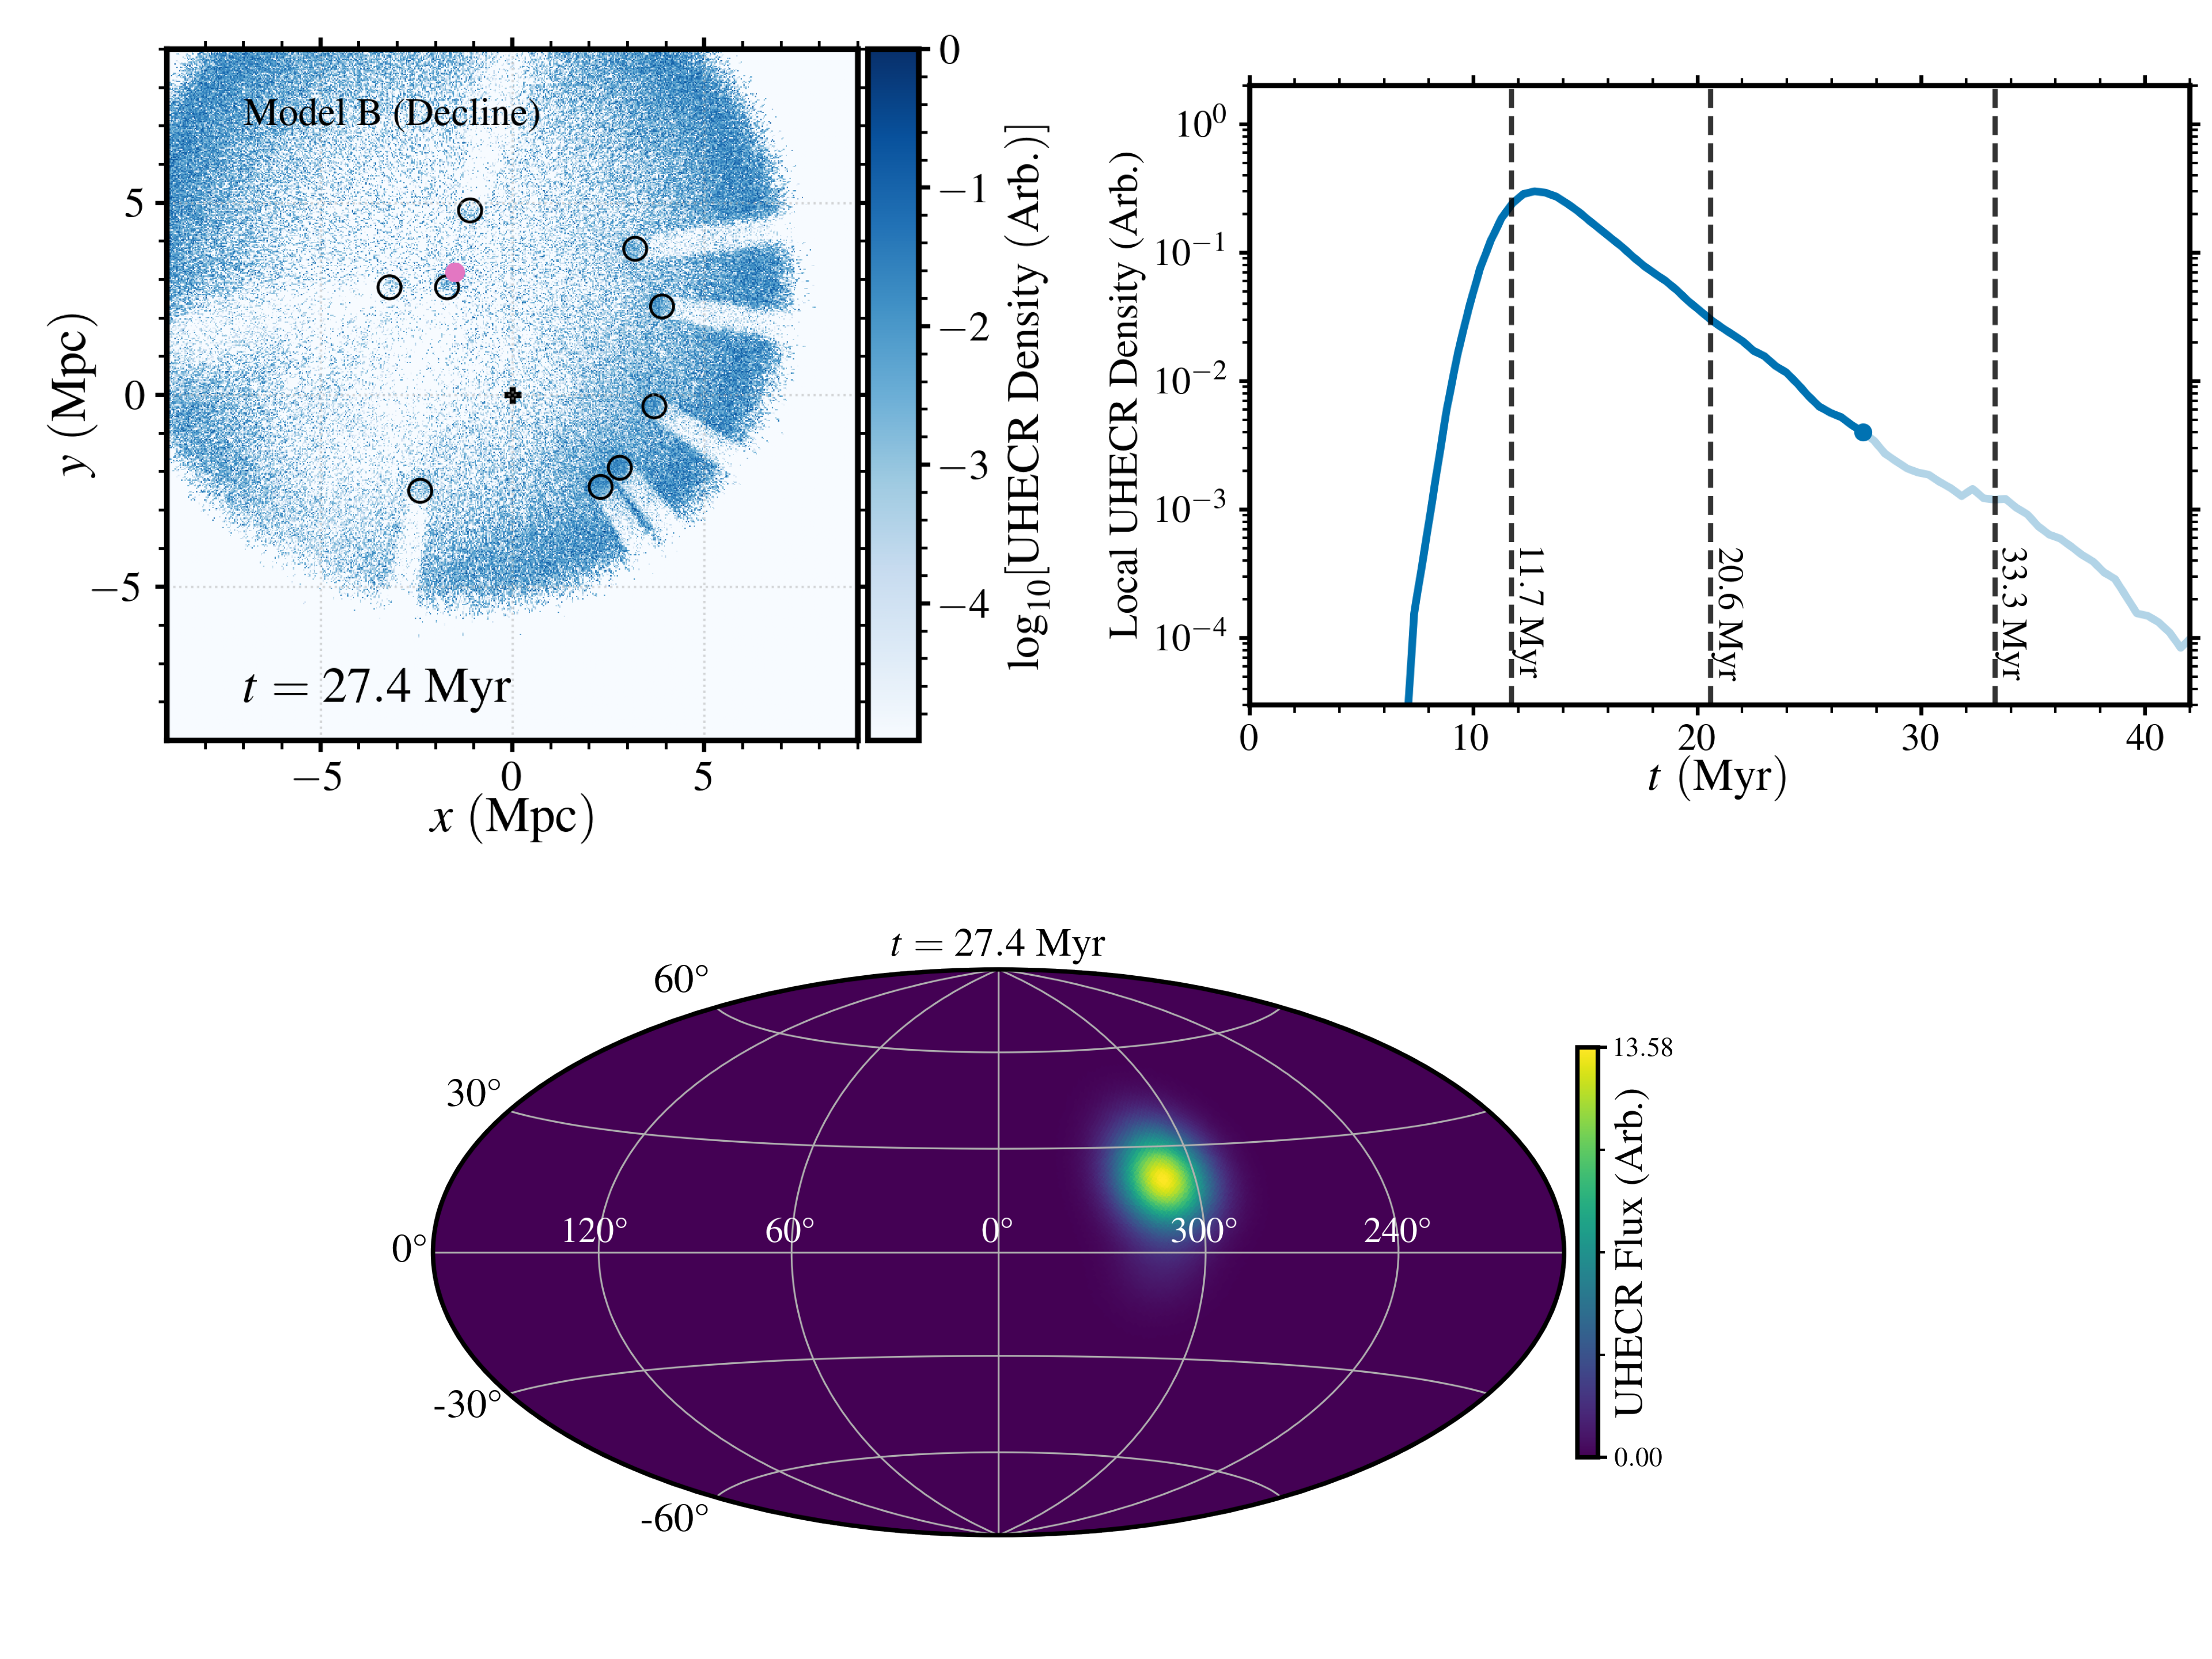 Model B (Decline)
t = 27.4 Myr
5
0
−5
y (Mpc)
−5
0
5
x (Mpc)
0
−1
−2
−3
−4
log10[UHECR Density (Arb.)]
10⁰
10⁻¹
10⁻²
10⁻³
10⁻⁴
Local UHECR Density (Arb.)
11.7 Myr
20.6 Myr
33.3 Myr
0
10
20
30
40
t (Myr)
t = 27.4 Myr
60°
30°
0°
-30°
-60°
120°
60°
0°
300°
240°
13.58
0.00
UHECR Flux (Arb.)